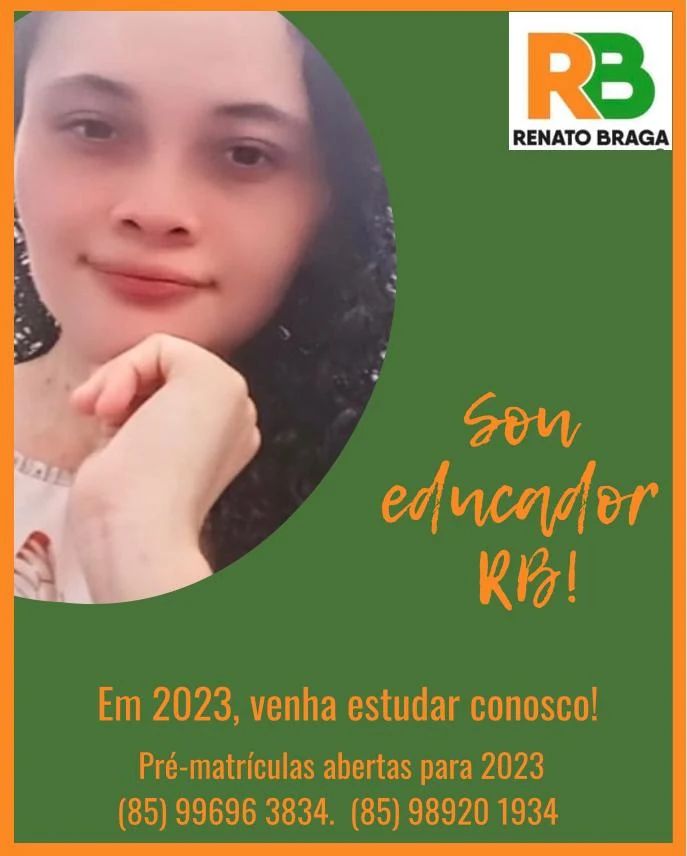 RB
RENATO BRAGA
Sou
educador
RB!
Em 2023, venha estudar conosco!
Pré-matrículas abertas para 2023
(85) 99696 3834. (85) 98920 1934